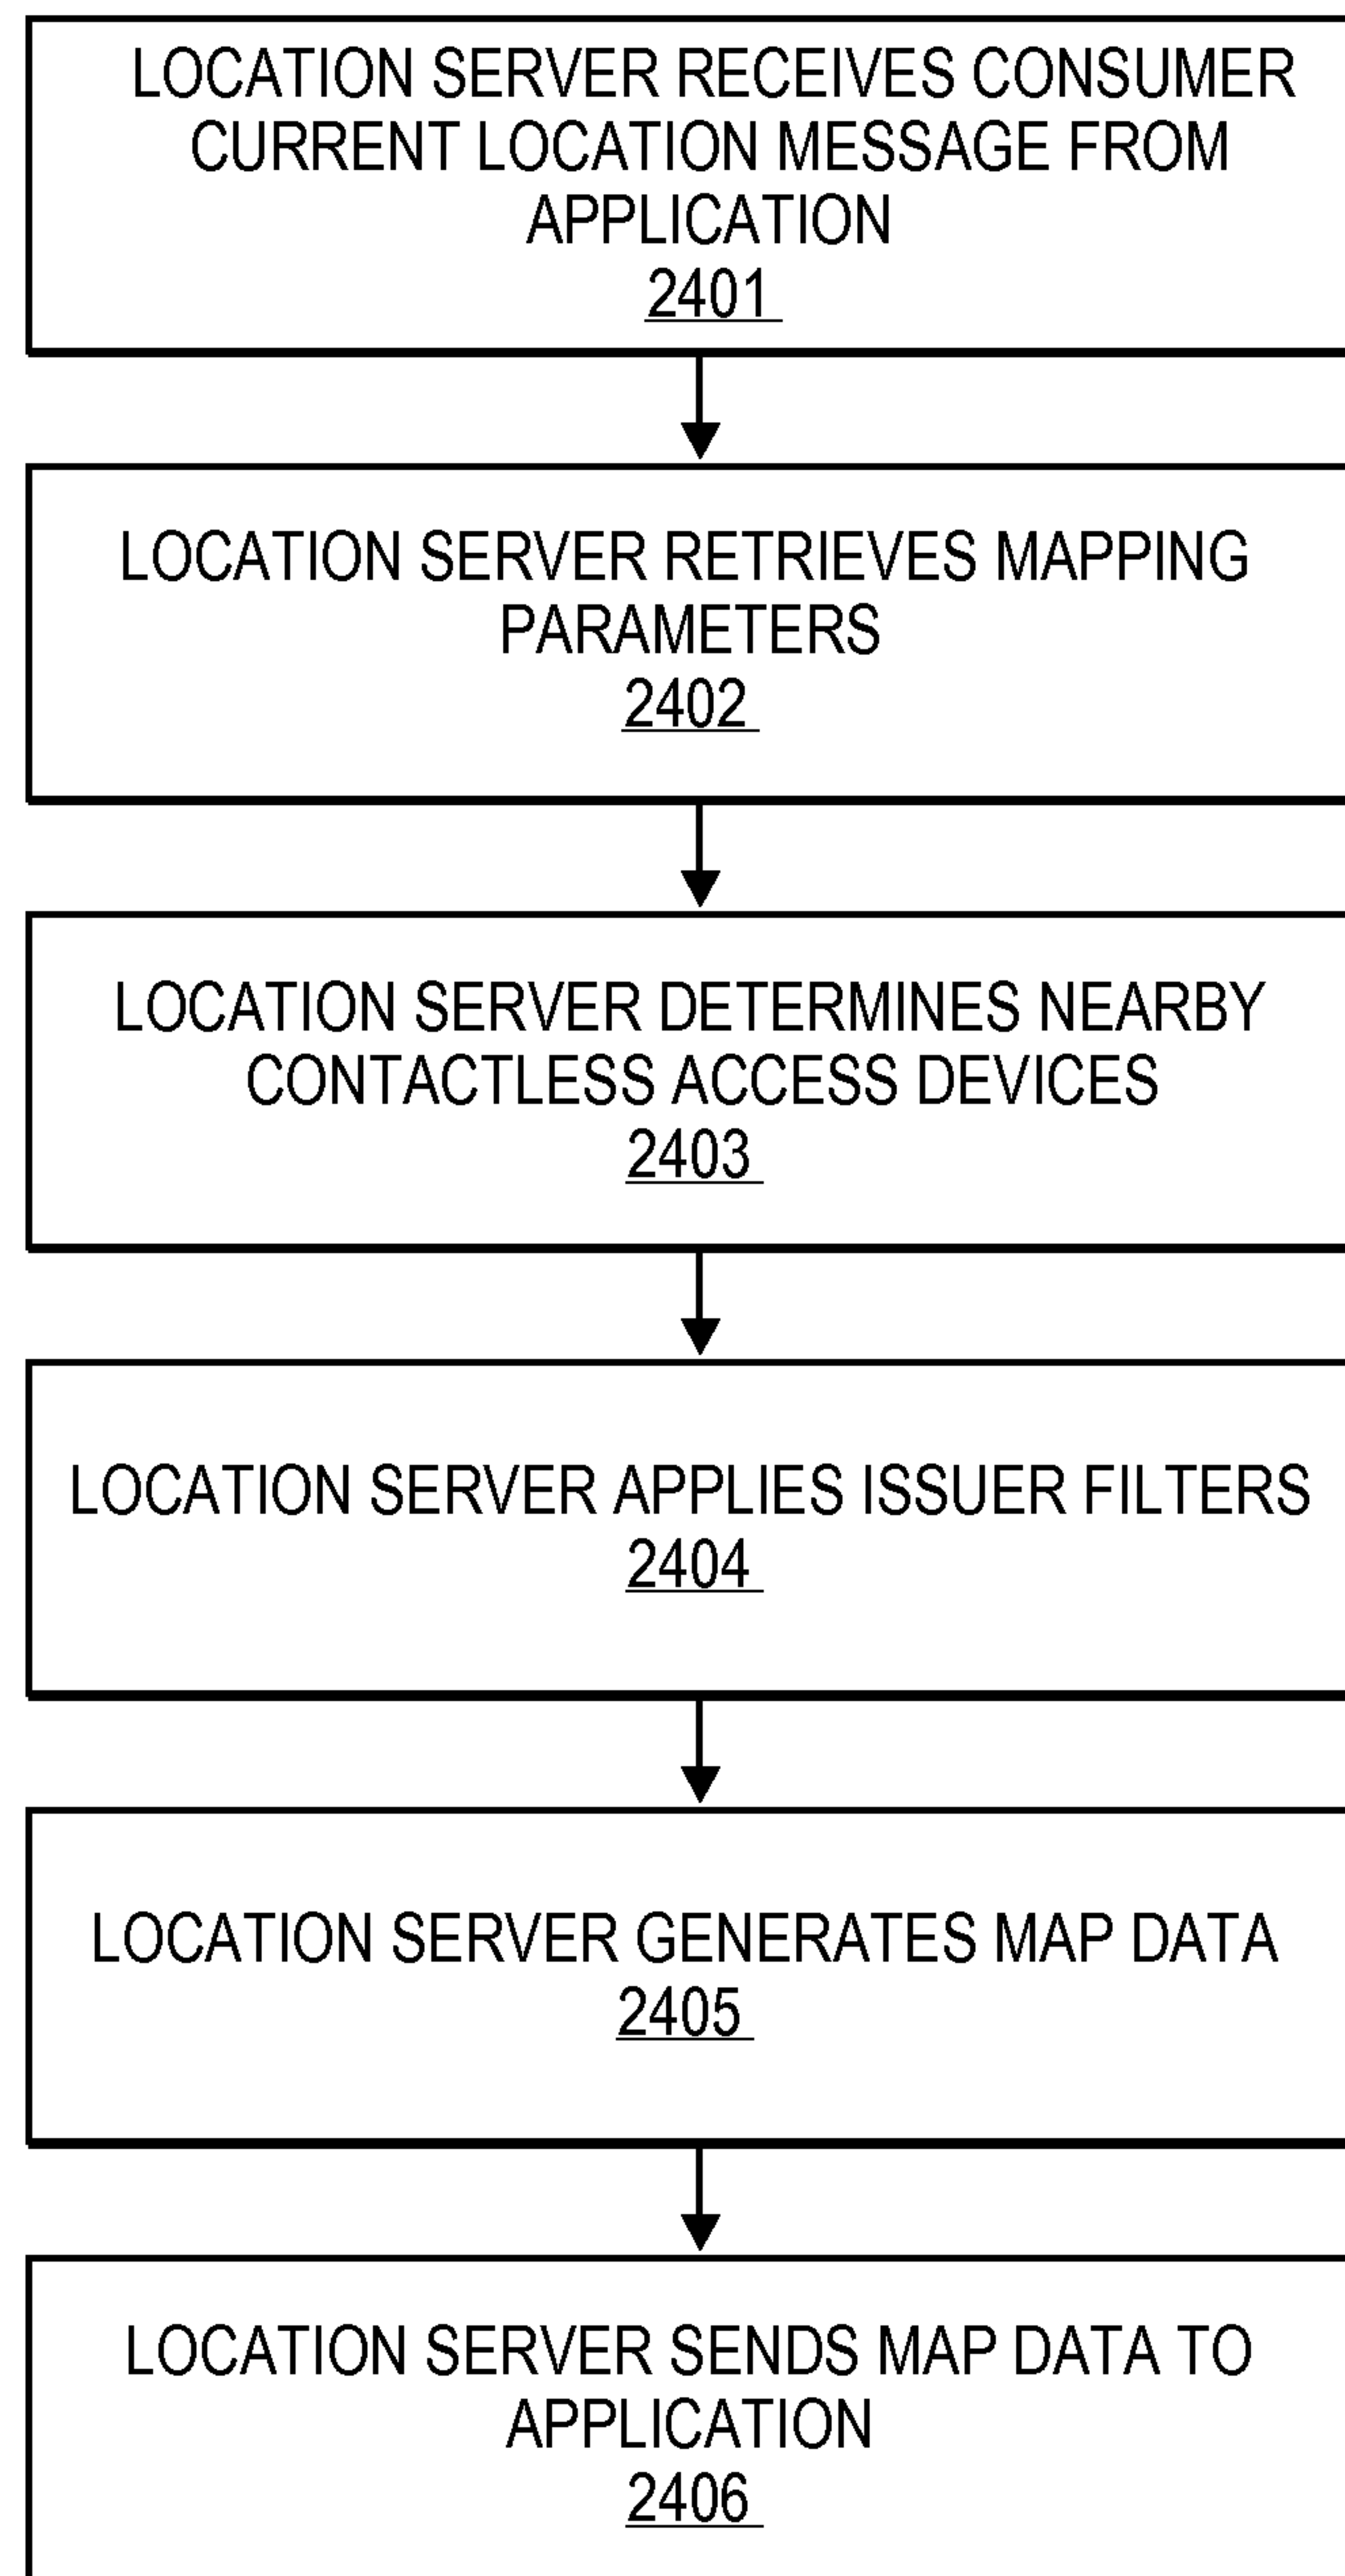 LOCATION SERVER RECEIVES CONSUMER
CURRENT LOCATION MESSAGE FROM
APPLICATION
2401
LOCATION SERVER RETRIEVES MAPPING
PARAMETERS
2402
LOCATION SERVER DETERMINES NEARBY
CONTACTLESS ACCESS DEVICES
2403
LOCATION SERVER APPLIES ISSUER FILTERS
2404
LOCATION SERVER GENERATES MAP DATA
2405
LOCATION SERVER SENDS MAP DATA TO
APPLICATION
2406